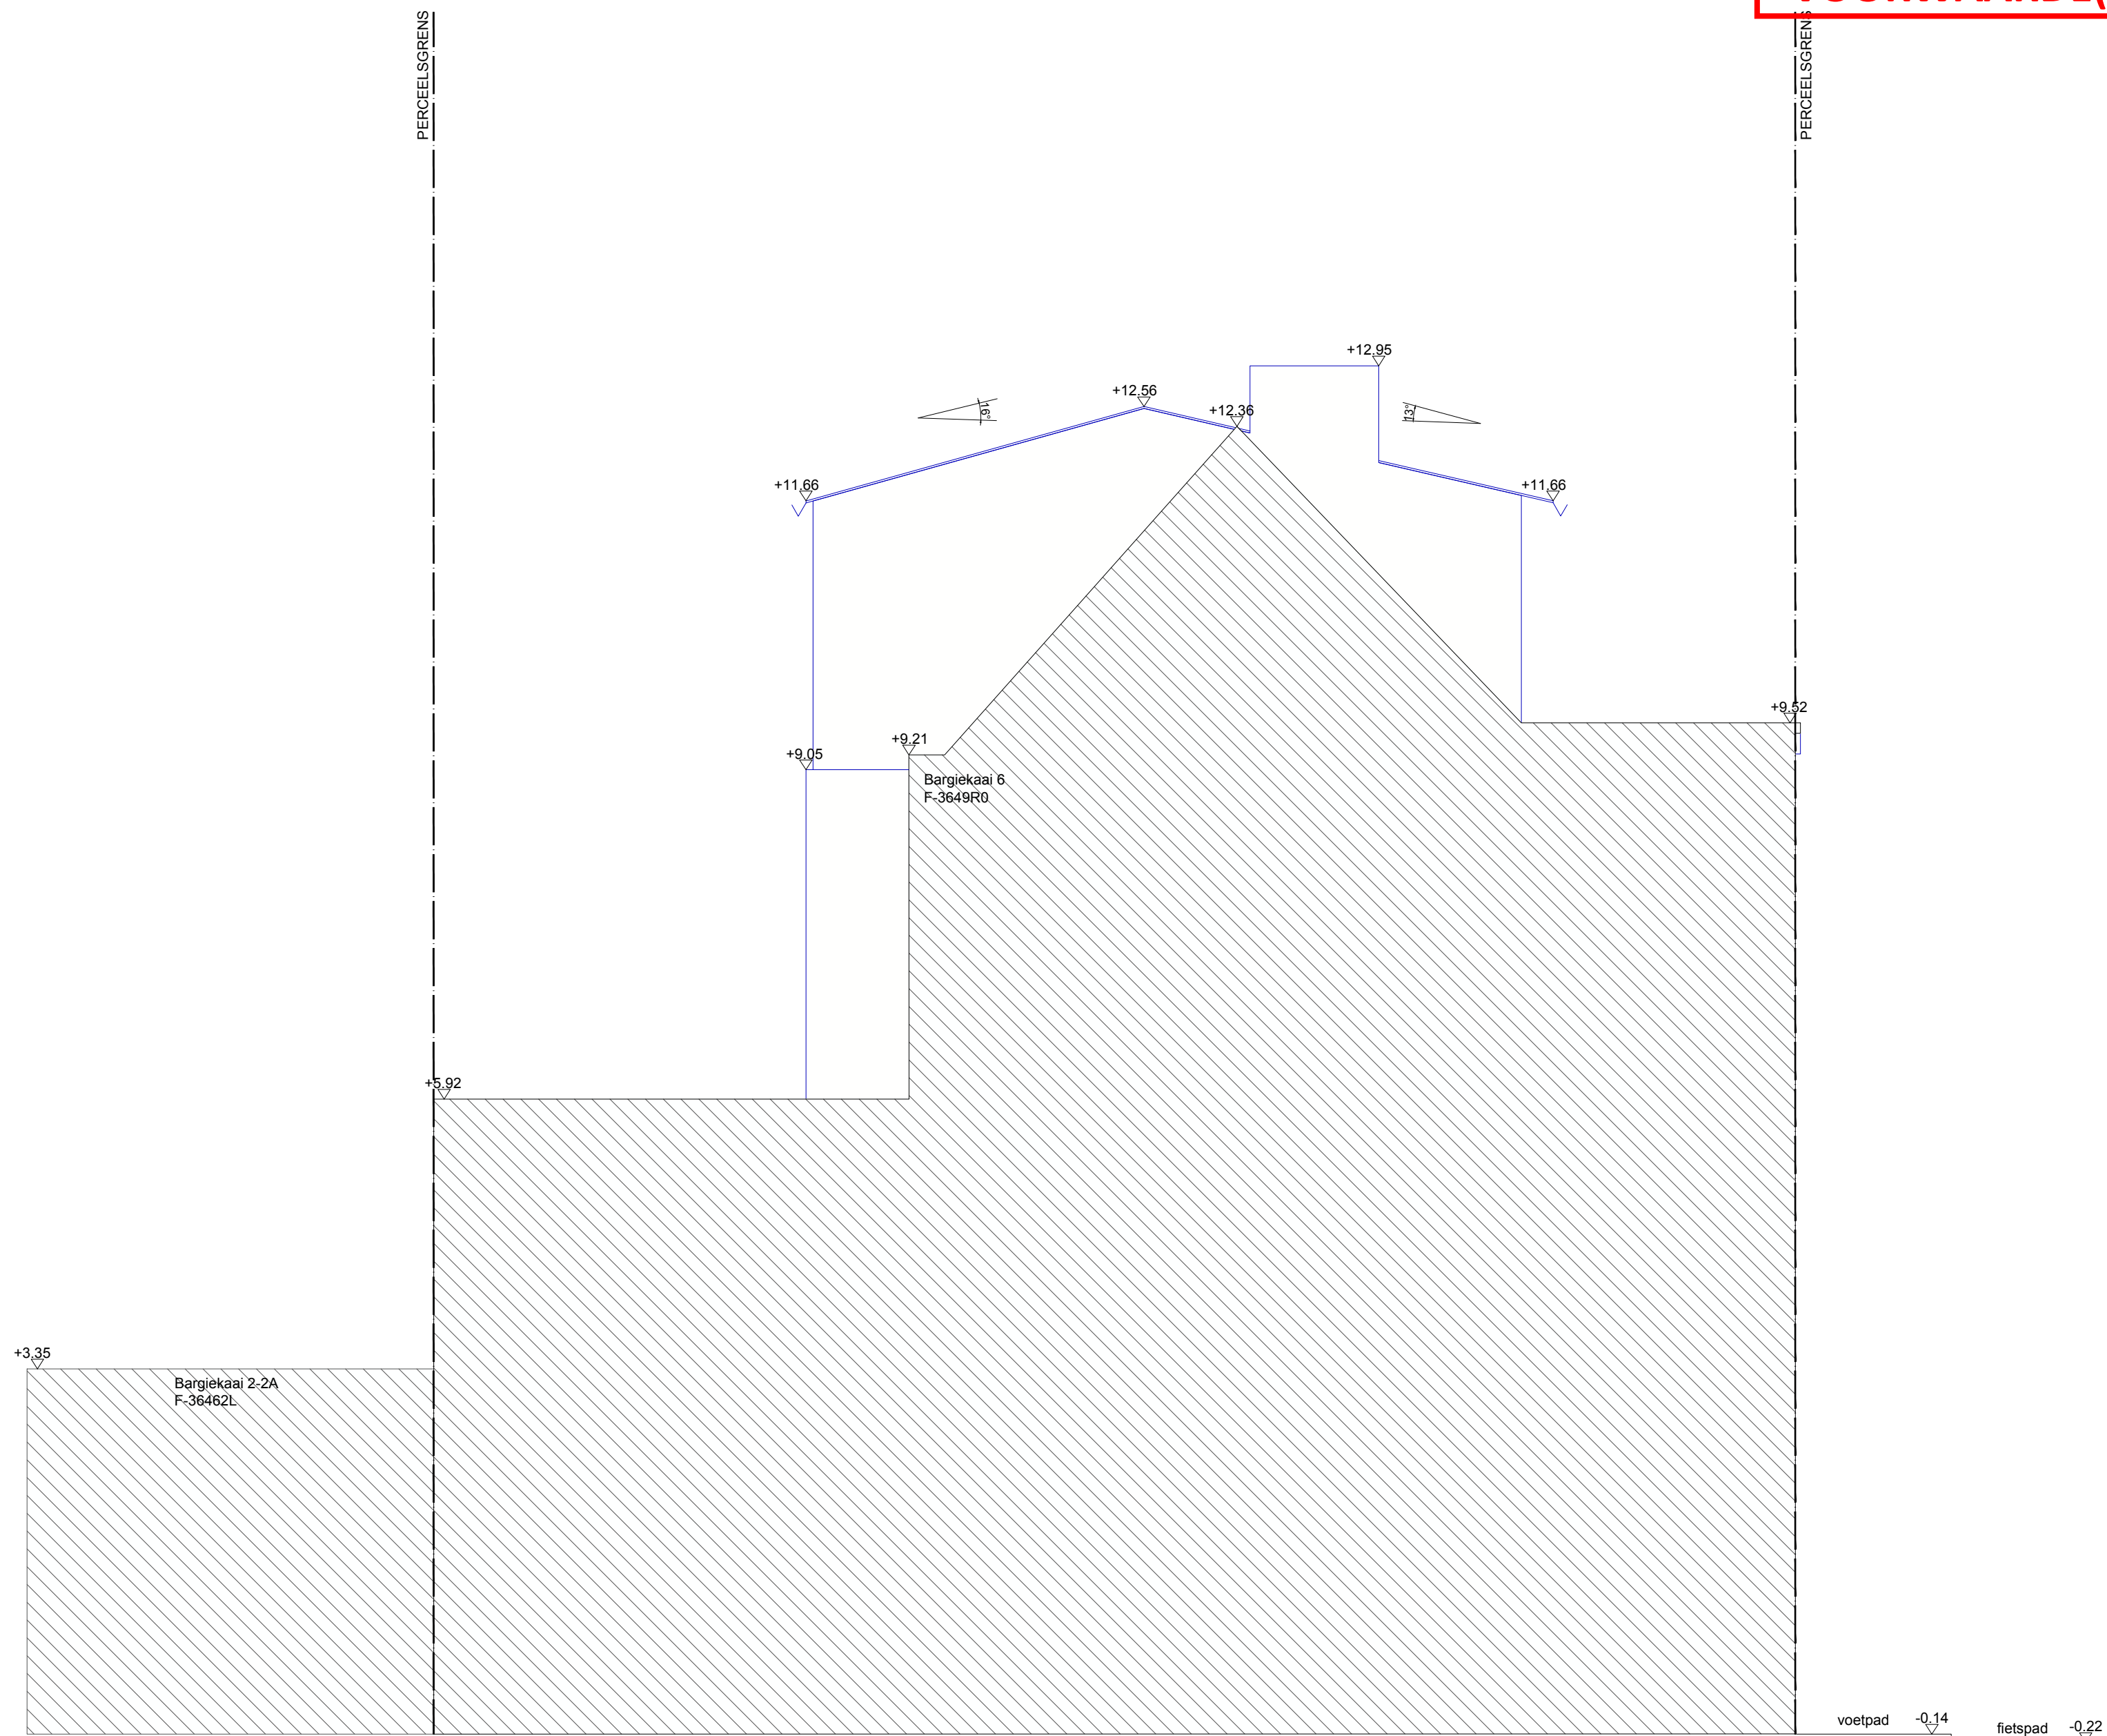 PERCEELSGRENS
PERCEELSGRENS
+12.95
+12.56
+12.36
16°
13°
+11.66
+11.66
+9.52
+9.21
+9.05
Bargiekaai 6
F-3649R0
+5.92
+3.35
Bargiekaai 2-2A
F-36462L
voetpad -0.14
fietspad -0.22